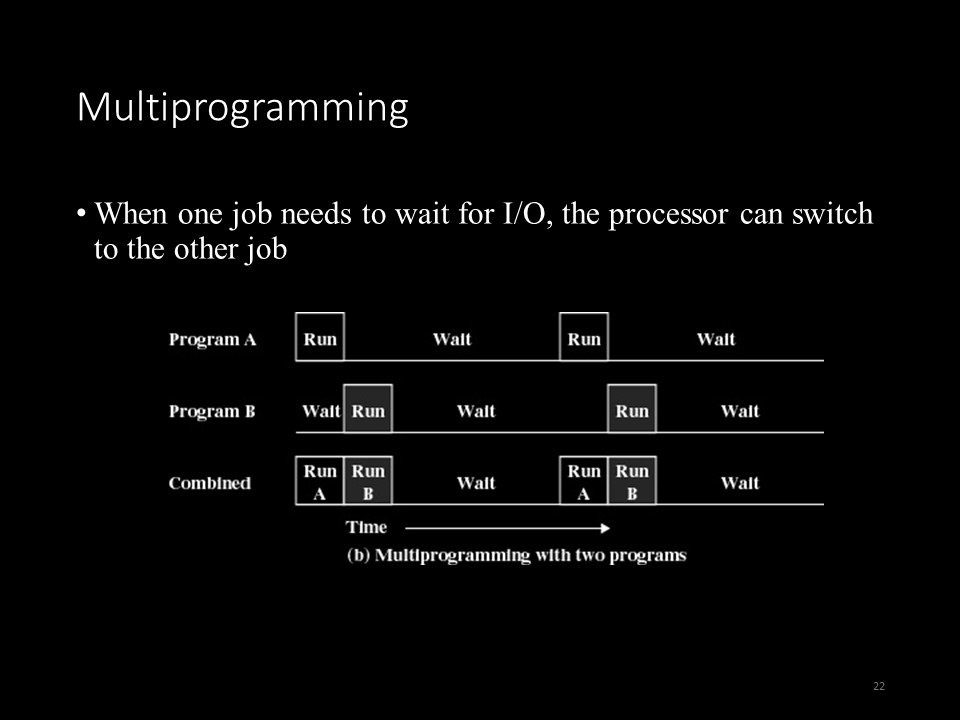 Multiprogramming
• When one job needs to wait for I/O, the processor can switch
to the other job
Program A Run Wait Run Wait
Program B Wait Run Wait Run Wait
Combined Run A Run B Wait Run A Run B Wait
Time
(b) Multiprogramming with two programs
22